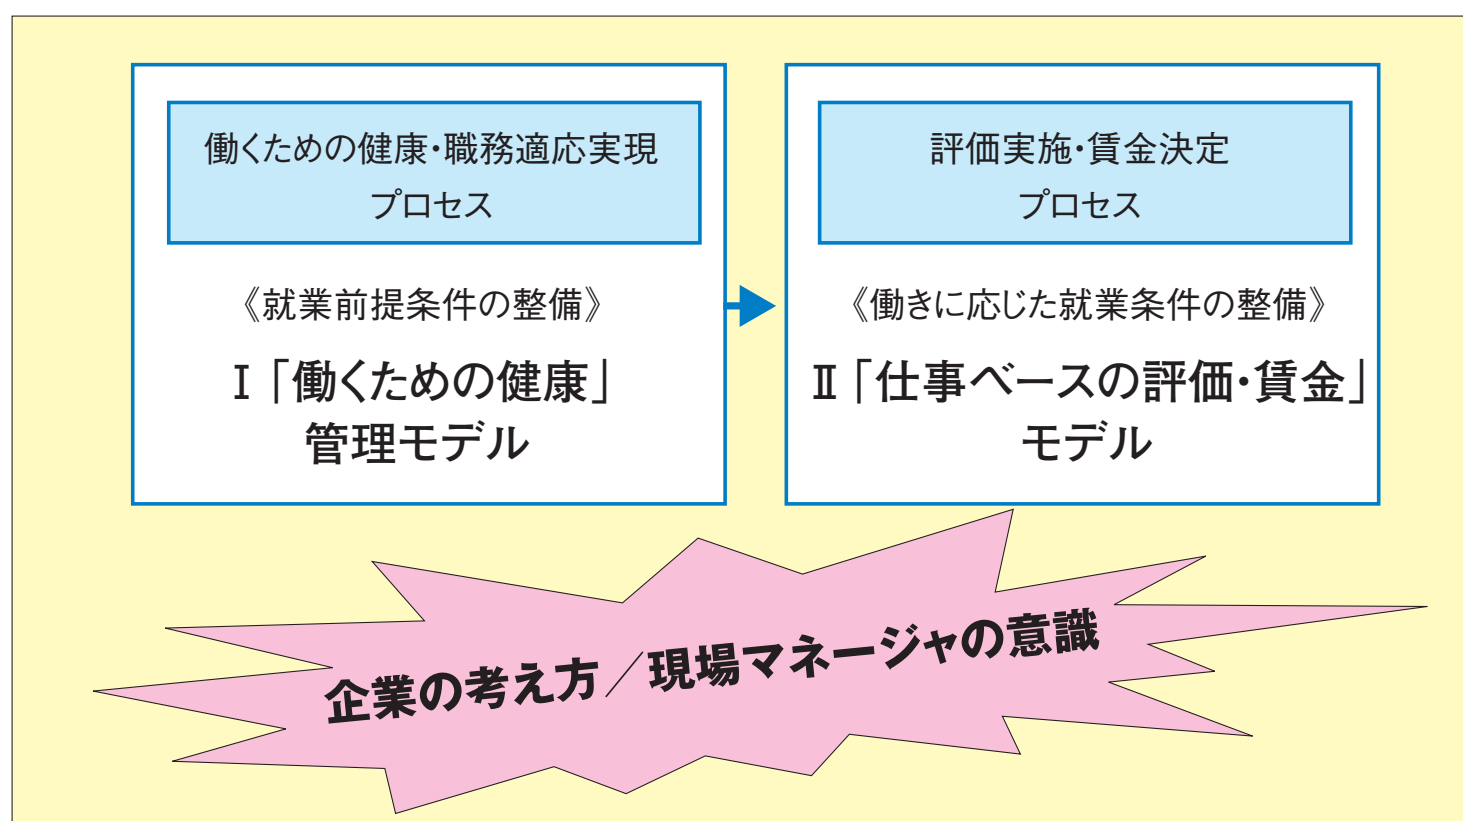 働くための健康・職務適応実現
プロセス
《就業前提条件の整備》
Ⅰ「働くための健康」
管理モデル
評価実施・賃金決定
プロセス
《働きに応じた就業条件の整備》
Ⅱ「仕事ベースの評価・賃金」
モデル
企業の考え方／現場マネージャの意識